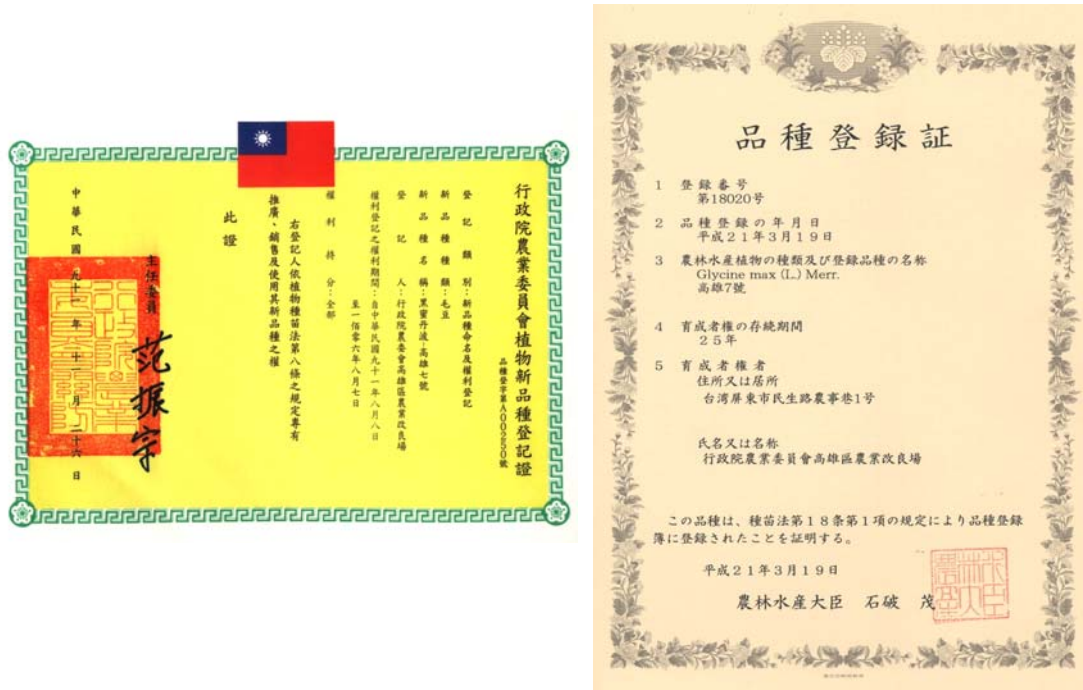 行政院農業委員會植物新品種登記證
品種登字第A00250號
登記類別：新品種命名及權利登記
新品種種類：毛豆
新品種名稱：黑蜜丹波－高雄七號
登記人：行政院農委會高雄區農業改良場
權利登記之權利期間：自中華民國九十一年八月八日
至一佰零六年八月七日
權利持分：全部
右登記人依植物種苗法第八條之規定專有
推廣、銷售及使用其新品種之權
此證
主任委員 范振宗
中華民國九十一年十一月二十六日
品種登録証
1 登録番号
第18020号
2 品種登録の年月日
平成21年3月19日
3 農林水産植物の種類及び登録品種の名称
Glycine max (L.) Merr.
高雄7號
4 育成者権の存続期間
25年
5 育成者権者
住所又は居所
台湾屏東市民生路農事巷1号
氏名又は名称
行政院農業委員會高雄區農業改良場
この品種は、種苗法第18条第1項の規定により品種登録
簿に登録されたことを証明する。
平成21年3月19日
農林水産大臣 石破 茂